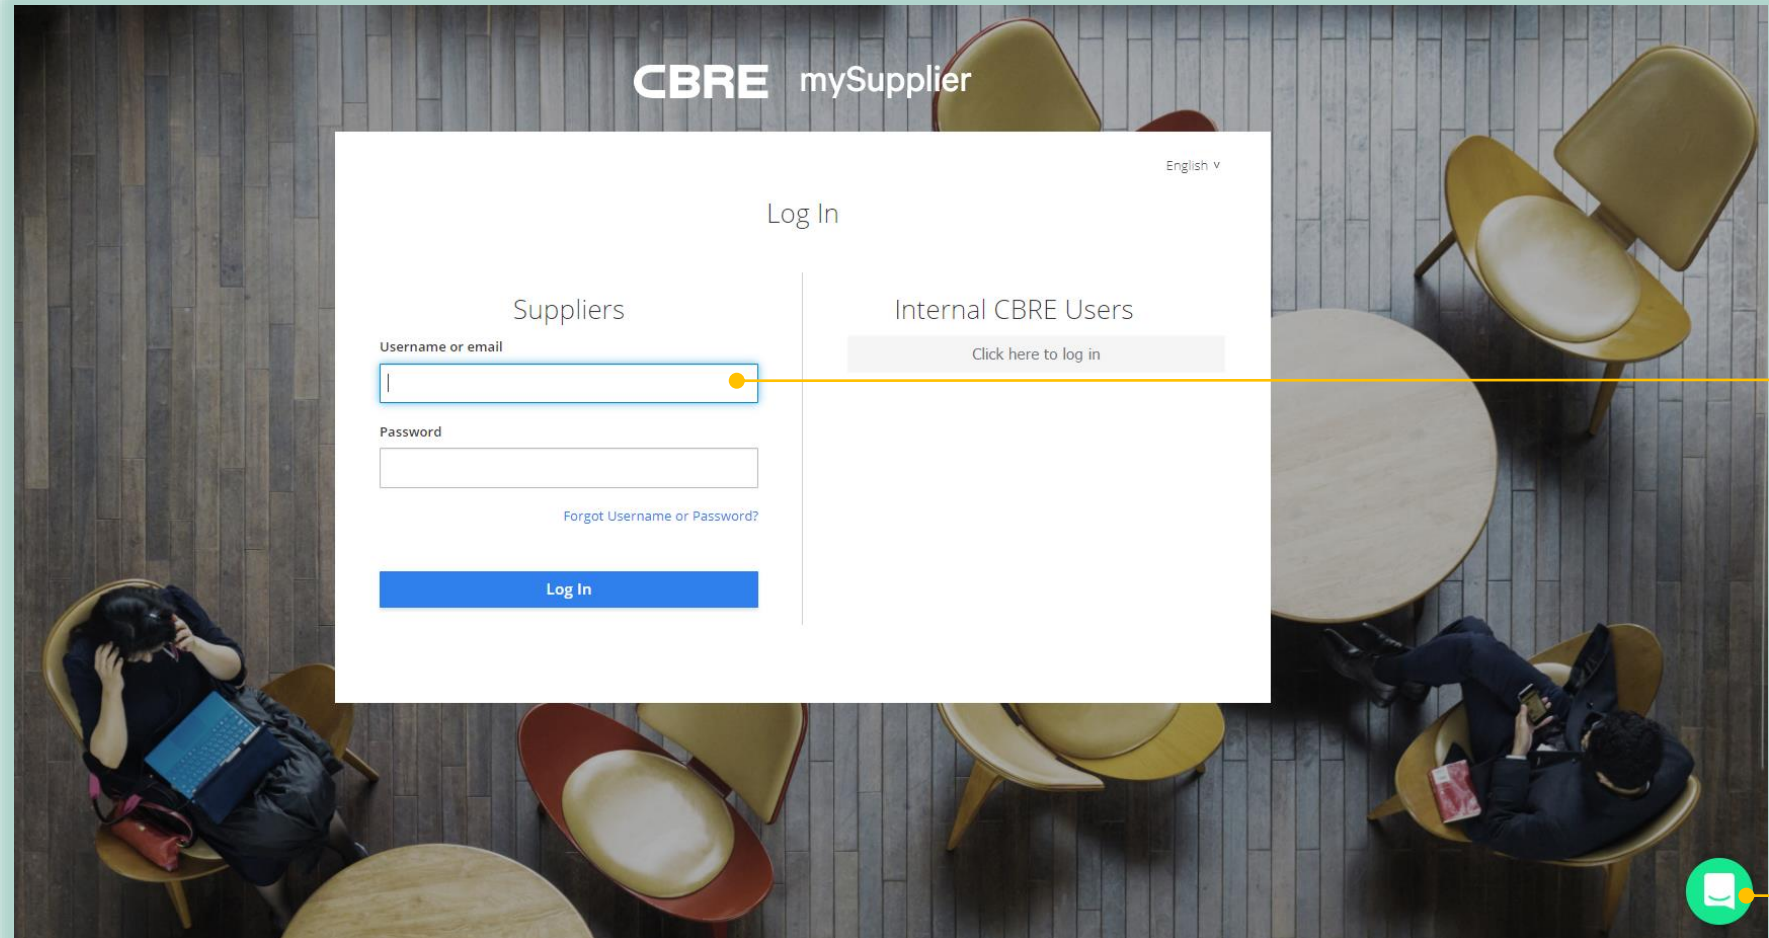 CBRE mySupplier
English v
Log In
Suppliers
Username or email
Password
Forgot Username or Password?
Log In
Internal CBRE Users
Click here to log in